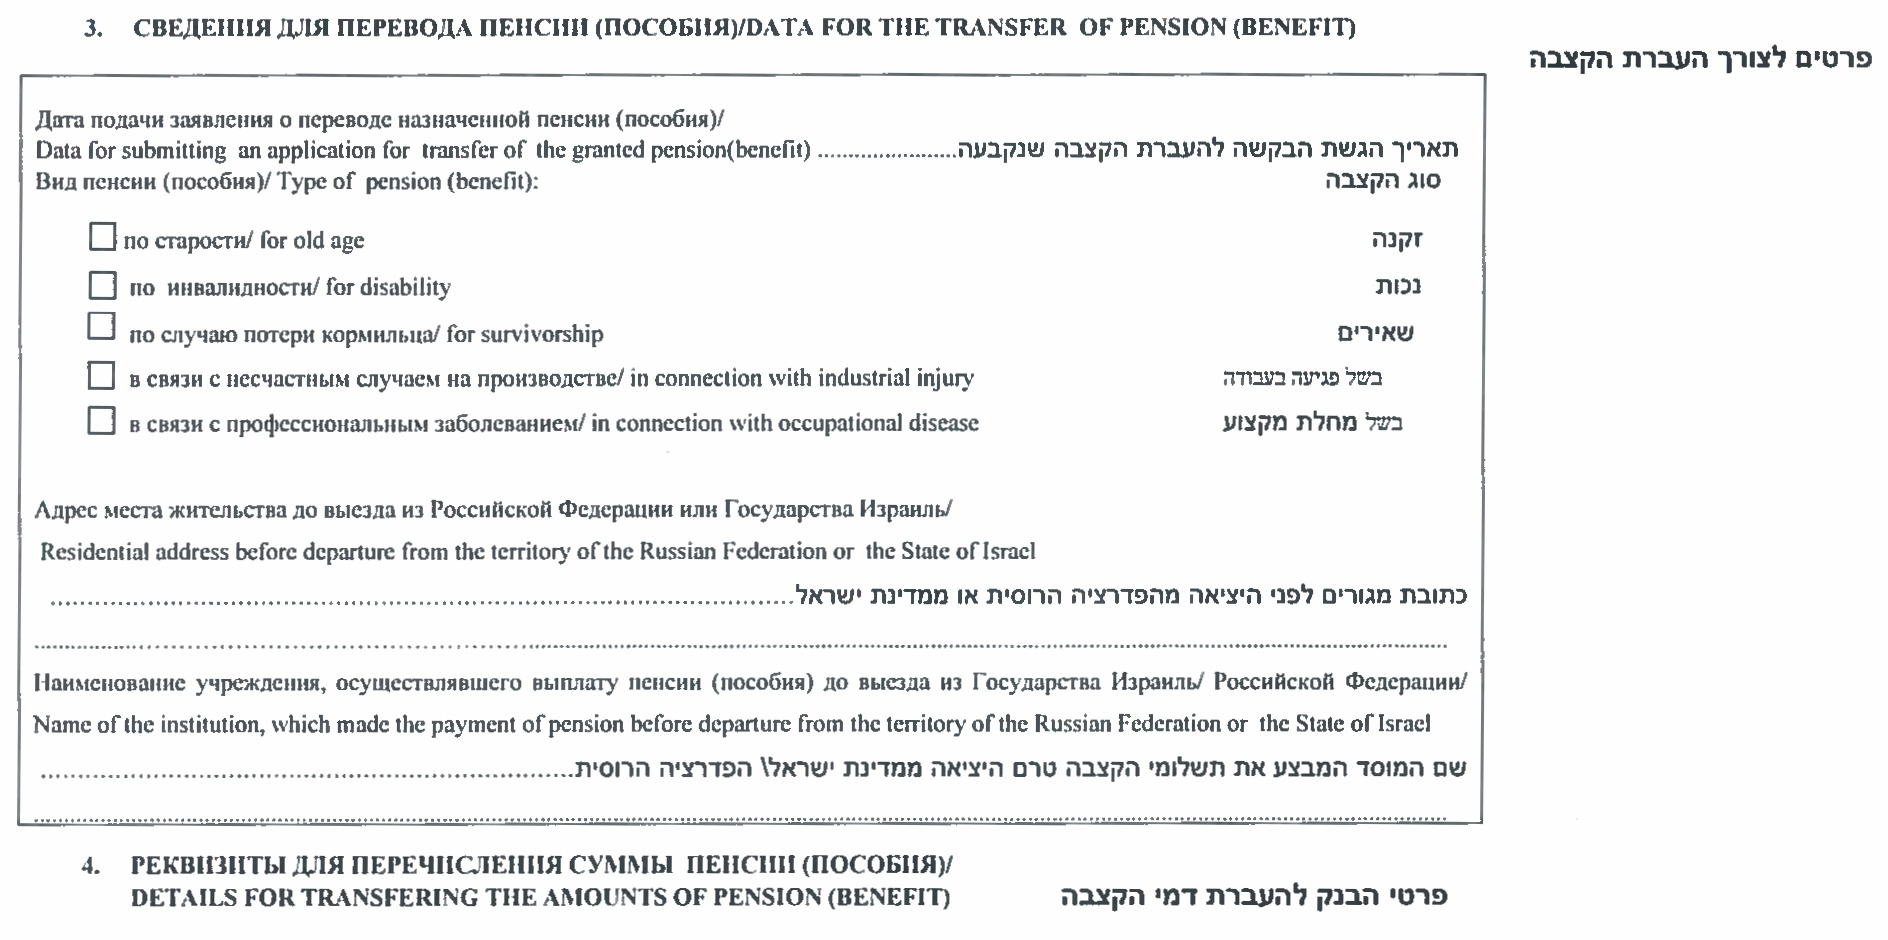 3. СВЕДЕНИЯ ДЛЯ ПЕРЕВОДА ПЕНСИИ (ПОСОБИЯ)/DATA FOR THE TRANSFER OF PENSION (BENEFIT)
פרטים לצורך העברת הקצבה
Дата подачи заявления о переводе назначенной пенсии (пособия)/
Data for submitting an application for transfer of the granted pension(benefit) ......................תאריך הגשת הבקשה להעברת הקצבה שנקבעה
Вид пенсии (пособия)/ Type of pension (benefit): סוג הקצבה
по старости/ for old age זקנה
по инвалидности/ for disability נכות
по случаю потери кормильца/ for survivorship שאירים
в связи с несчастным случаем на производстве/ in connection with industrial injury בשל פגיעה בעבודה
в связи с профессиональным заболеванием/ in connection with occupational disease בשל מחלת מקצוע
Адрес места жительства до выезда из Российской Федерации или Государства Израиль/
Residential address before departure from the territory of the Russian Federation or the State of Israel
כתובת מגורים לפני היציאה מהפדרציה הרוסית או ממדינת ישראל
Наименование учреждения, осуществлявшего выплату пенсии (пособия) до выезда из Государства Израиль/ Российской Федерации/
Name of the institution, which made the payment of pension before departure from the territory of the Russian Federation or the State of Israel
שם המוסד המבצע את תשלומי הקצבה טרם היציאה ממדינת ישראל\ הפדרציה הרוסית
4. РЕКВИЗИТЫ ДЛЯ ПЕРЕЧИСЛЕНИЯ СУММЫ ПЕНСИИ (ПОСОБИЯ)/
DETAILS FOR TRANSFERING THE AMOUNTS OF PENSION (BENEFIT) פרטי הבנק להעברת דמי הקצבה